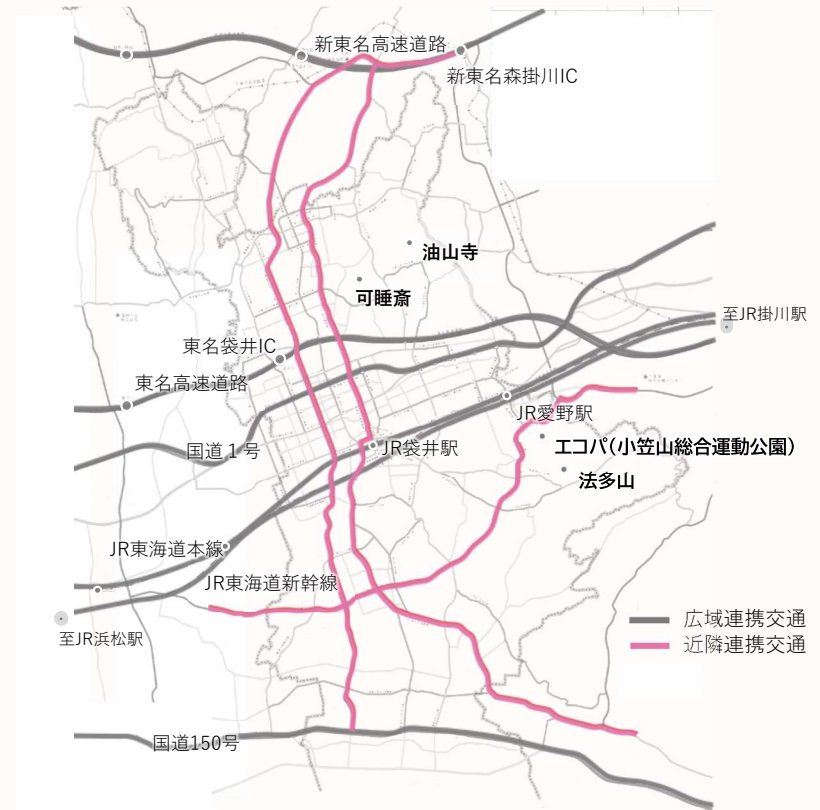 新東名高速道路
新東名森掛川IC
油山寺
可睡斎
至JR掛川駅
東名袋井IC
東名高速道路
JR愛野駅
国道１号
JR袋井駅
エコパ(小笠山総合運動公園)
法多山
JR東海道本線
JR東海道新幹線
広域連携交通
至JR浜松駅
近隣連携交通
国道150号